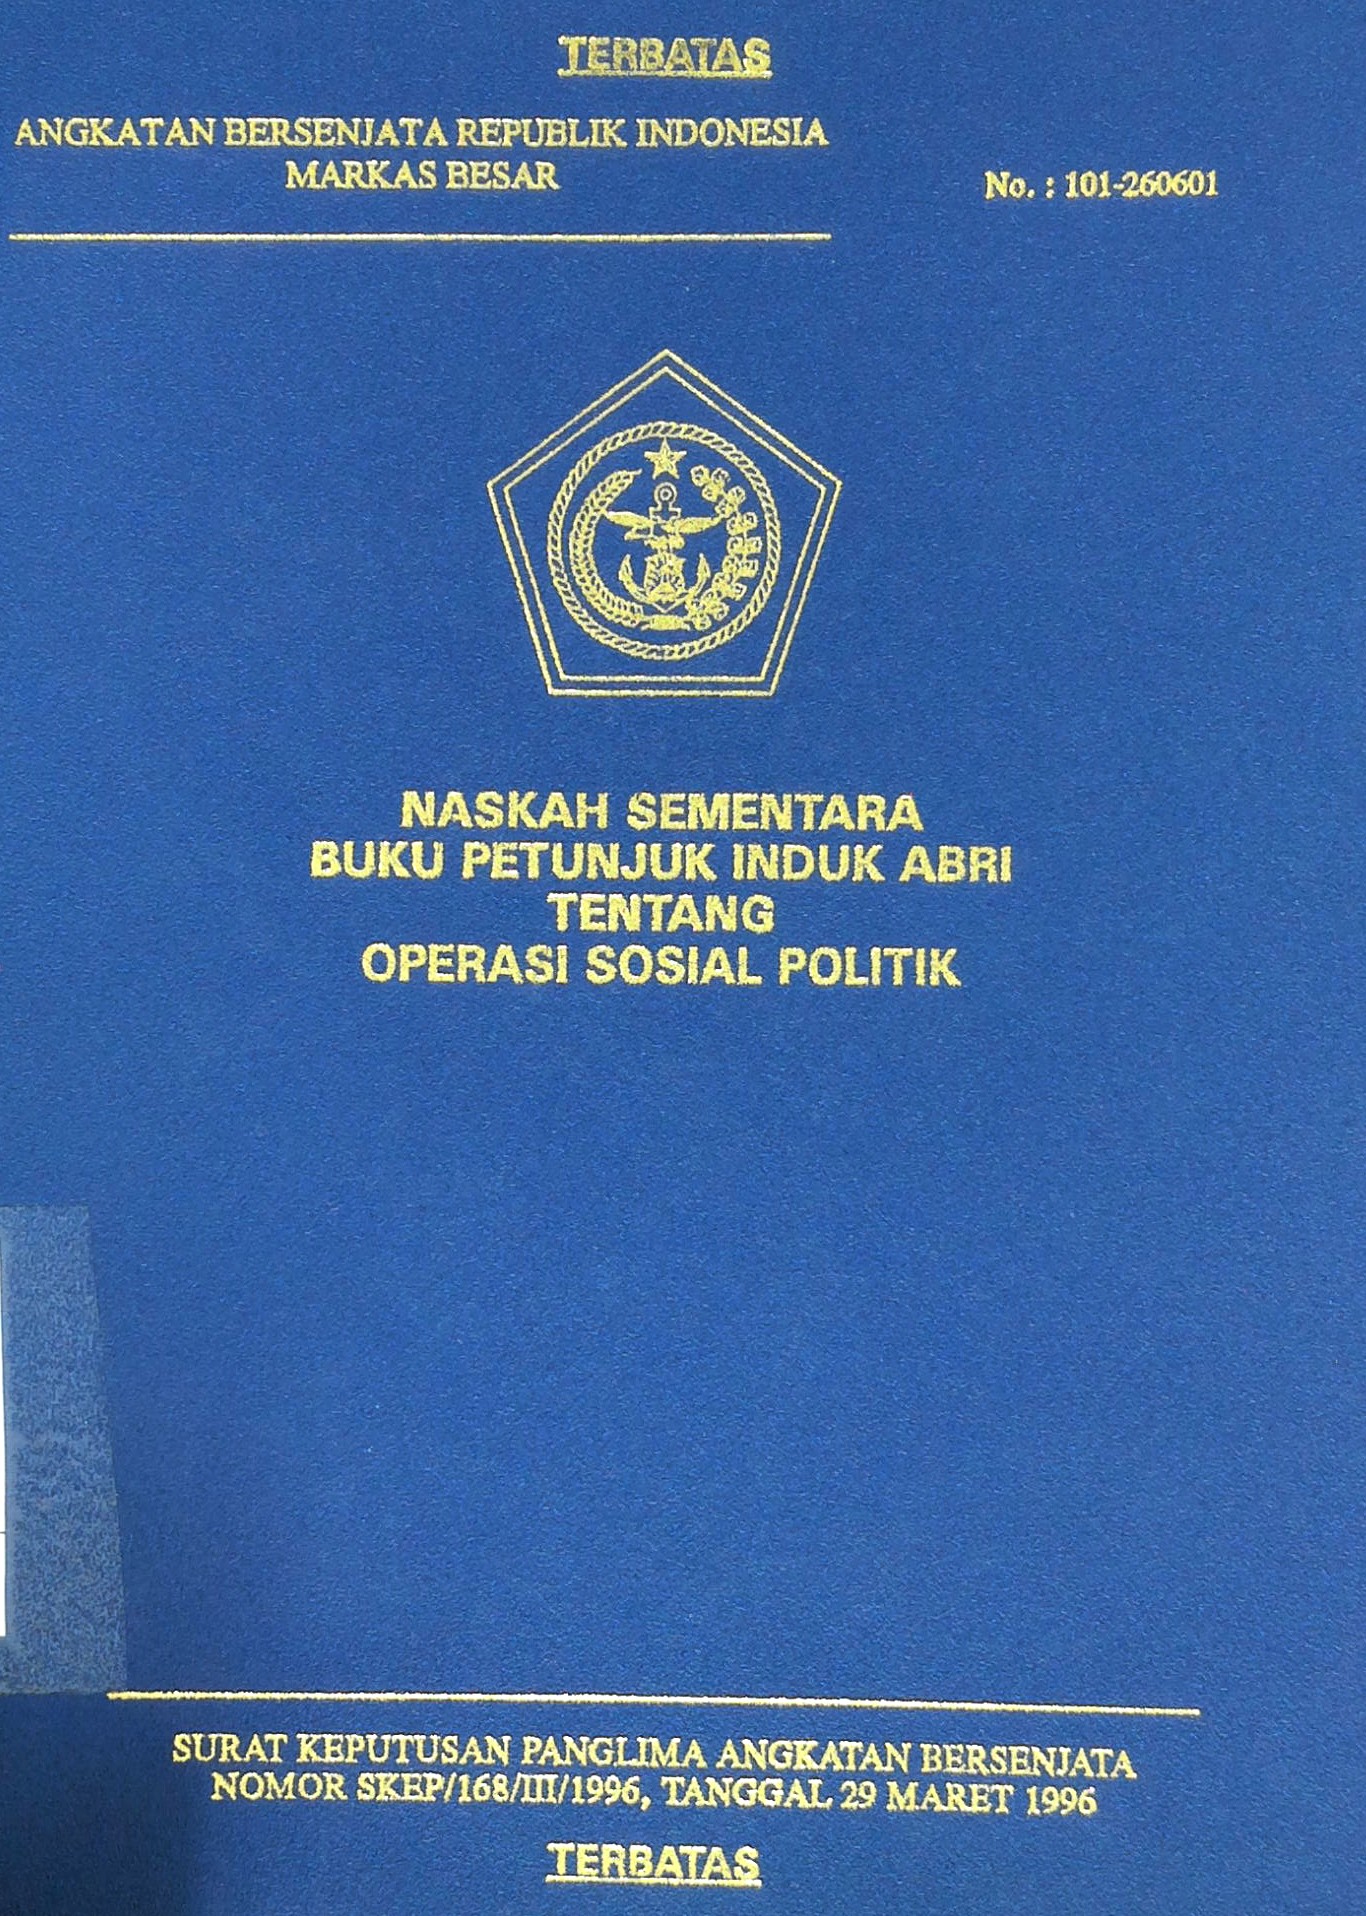 TERBATAS
ANGKATAN BERSENJATA REPUBLIK INDONESIA
MARKAS BESAR
No. : 101-260601
NASKAH SEMENTARA
BUKU PETUNJUK INDUK ABRI
TENTANG
OPERASI SOSIAL POLITIK
SURAT KEPUTUSAN PANGLIMA ANGKATAN BERSENJATA
NOMOR SKEP/168/III/1996, TANGGAL 29 MARET 1996
TERBATAS